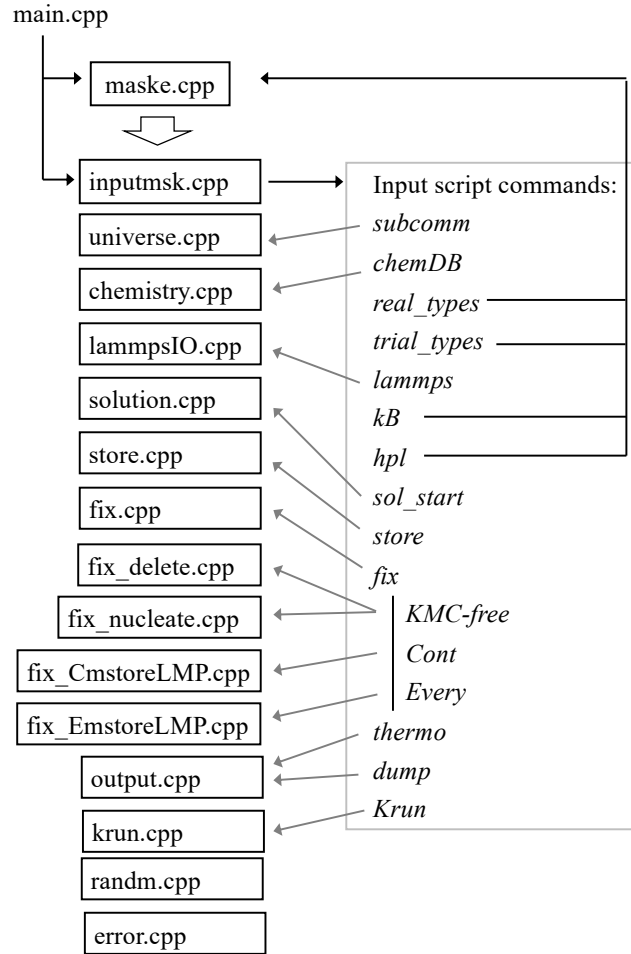 main.cpp
maske.cpp
inputmsk.cpp
universe.cpp
chemistry.cpp
lammpsIO.cpp
solution.cpp
store.cpp
fix.cpp
fix_delete.cpp
fix_nucleate.cpp
fix_CmstoreLMP.cpp
fix_EmstoreLMP.cpp
output.cpp
krun.cpp
randm.cpp
error.cpp
Input script commands:
subcomm
chemDB
real_types
trial_types
lammps
kB
hpl
sol_start
store
fix
KMC-free
Cont
Every
thermo
dump
Krun